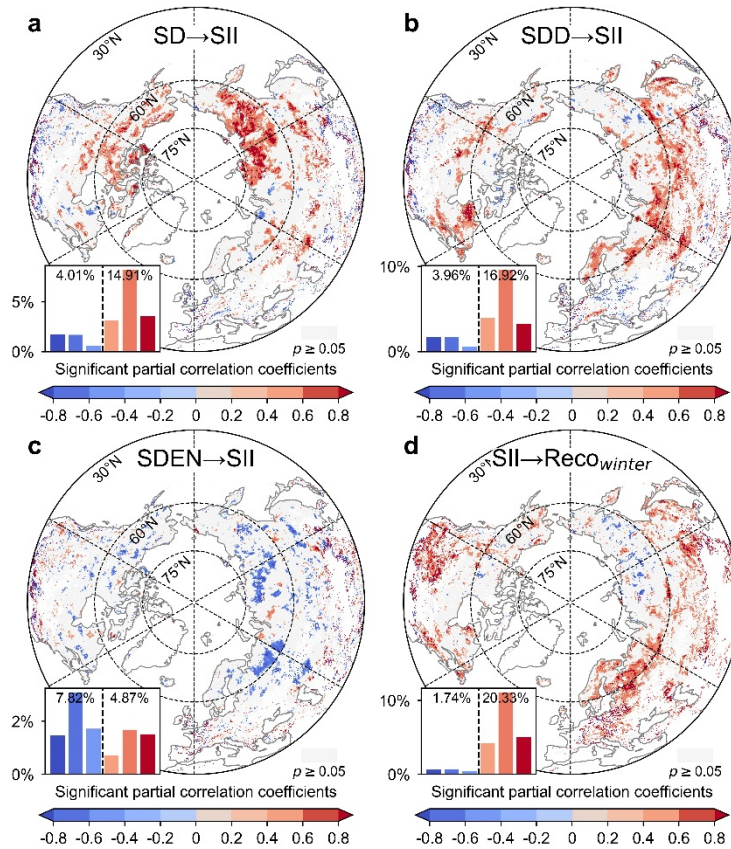 a
SD→SII
30°N
60°N
75°N
4.01% 14.91%
5%
0%
p ≥ 0.05
Significant partial correlation coefficients
-0.8 -0.6 -0.4 -0.2 0 0.2 0.4 0.6 0.8
b
SDD→SII
30°N
60°N
75°N
10%
3.96% 16.92%
0%
p ≥ 0.05
Significant partial correlation coefficients
-0.8 -0.6 -0.4 -0.2 0 0.2 0.4 0.6 0.8
c
SDEN→SII
30°N
60°N
75°N
7.82% 4.87%
2%
0%
p ≥ 0.05
Significant partial correlation coefficients
-0.8 -0.6 -0.4 -0.2 0 0.2 0.4 0.6 0.8
d
SII→Reco_winter
30°N
60°N
75°N
1.74% 20.33%
10%
0%
p ≥ 0.05
Significant partial correlation coefficients
-0.8 -0.6 -0.4 -0.2 0 0.2 0.4 0.6 0.8